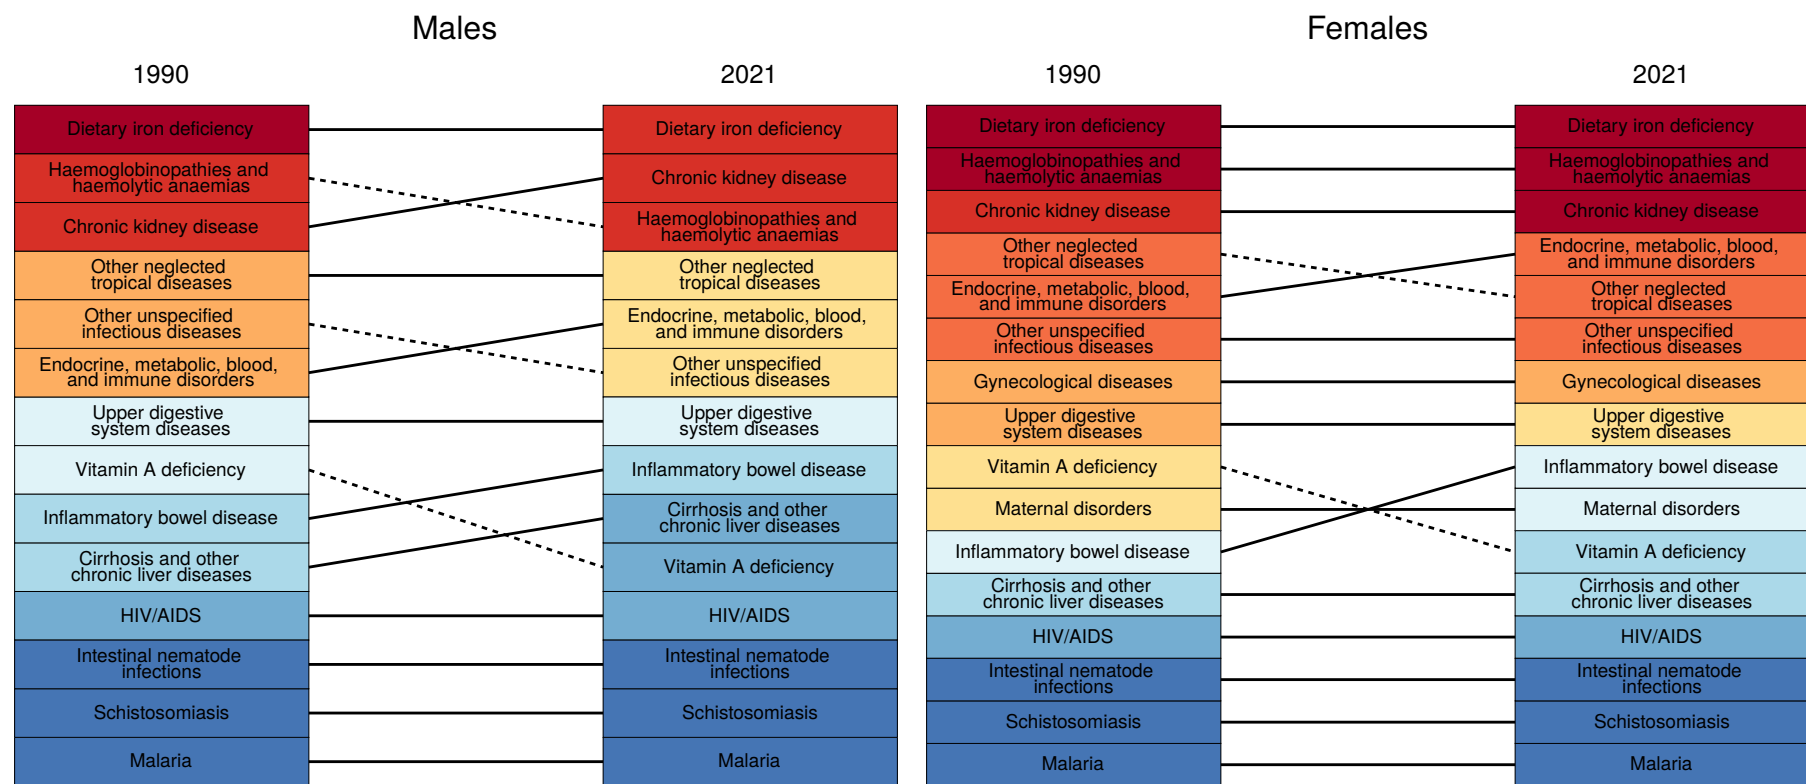 Males
1990
2021
Dietary iron deficiency
Haemoglobinopathies and
haemolytic anaemias
Chronic kidney disease
Other neglected
tropical diseases
Other unspecified
infectious diseases
Endocrine, metabolic, blood,
and immune disorders
Upper digestive
system diseases
Vitamin A deficiency
Inflammatory bowel disease
Cirrhosis and other
chronic liver diseases
HIV/AIDS
Intestinal nematode
infections
Schistosomiasis
Malaria
Dietary iron deficiency
Chronic kidney disease
Haemoglobinopathies and
haemolytic anaemias
Other neglected
tropical diseases
Endocrine, metabolic, blood,
and immune disorders
Other unspecified
infectious diseases
Upper digestive
system diseases
Inflammatory bowel disease
Cirrhosis and other
chronic liver diseases
Vitamin A deficiency
HIV/AIDS
Intestinal nematode
infections
Schistosomiasis
Malaria
Females
1990
2021
Dietary iron deficiency
Haemoglobinopathies and
haemolytic anaemias
Chronic kidney disease
Other neglected
tropical diseases
Endocrine, metabolic, blood,
and immune disorders
Other unspecified
infectious diseases
Gynecological diseases
Upper digestive
system diseases
Vitamin A deficiency
Maternal disorders
Inflammatory bowel disease
Cirrhosis and other
chronic liver diseases
HIV/AIDS
Intestinal nematode
infections
Schistosomiasis
Malaria
Dietary iron deficiency
Haemoglobinopathies and
haemolytic anaemias
Chronic kidney disease
Endocrine, metabolic, blood,
and immune disorders
Other neglected
tropical diseases
Other unspecified
infectious diseases
Gynecological diseases
Upper digestive
system diseases
Inflammatory bowel disease
Maternal disorders
Vitamin A deficiency
Cirrhosis and other
chronic liver diseases
HIV/AIDS
Intestinal nematode
infections
Schistosomiasis
Malaria